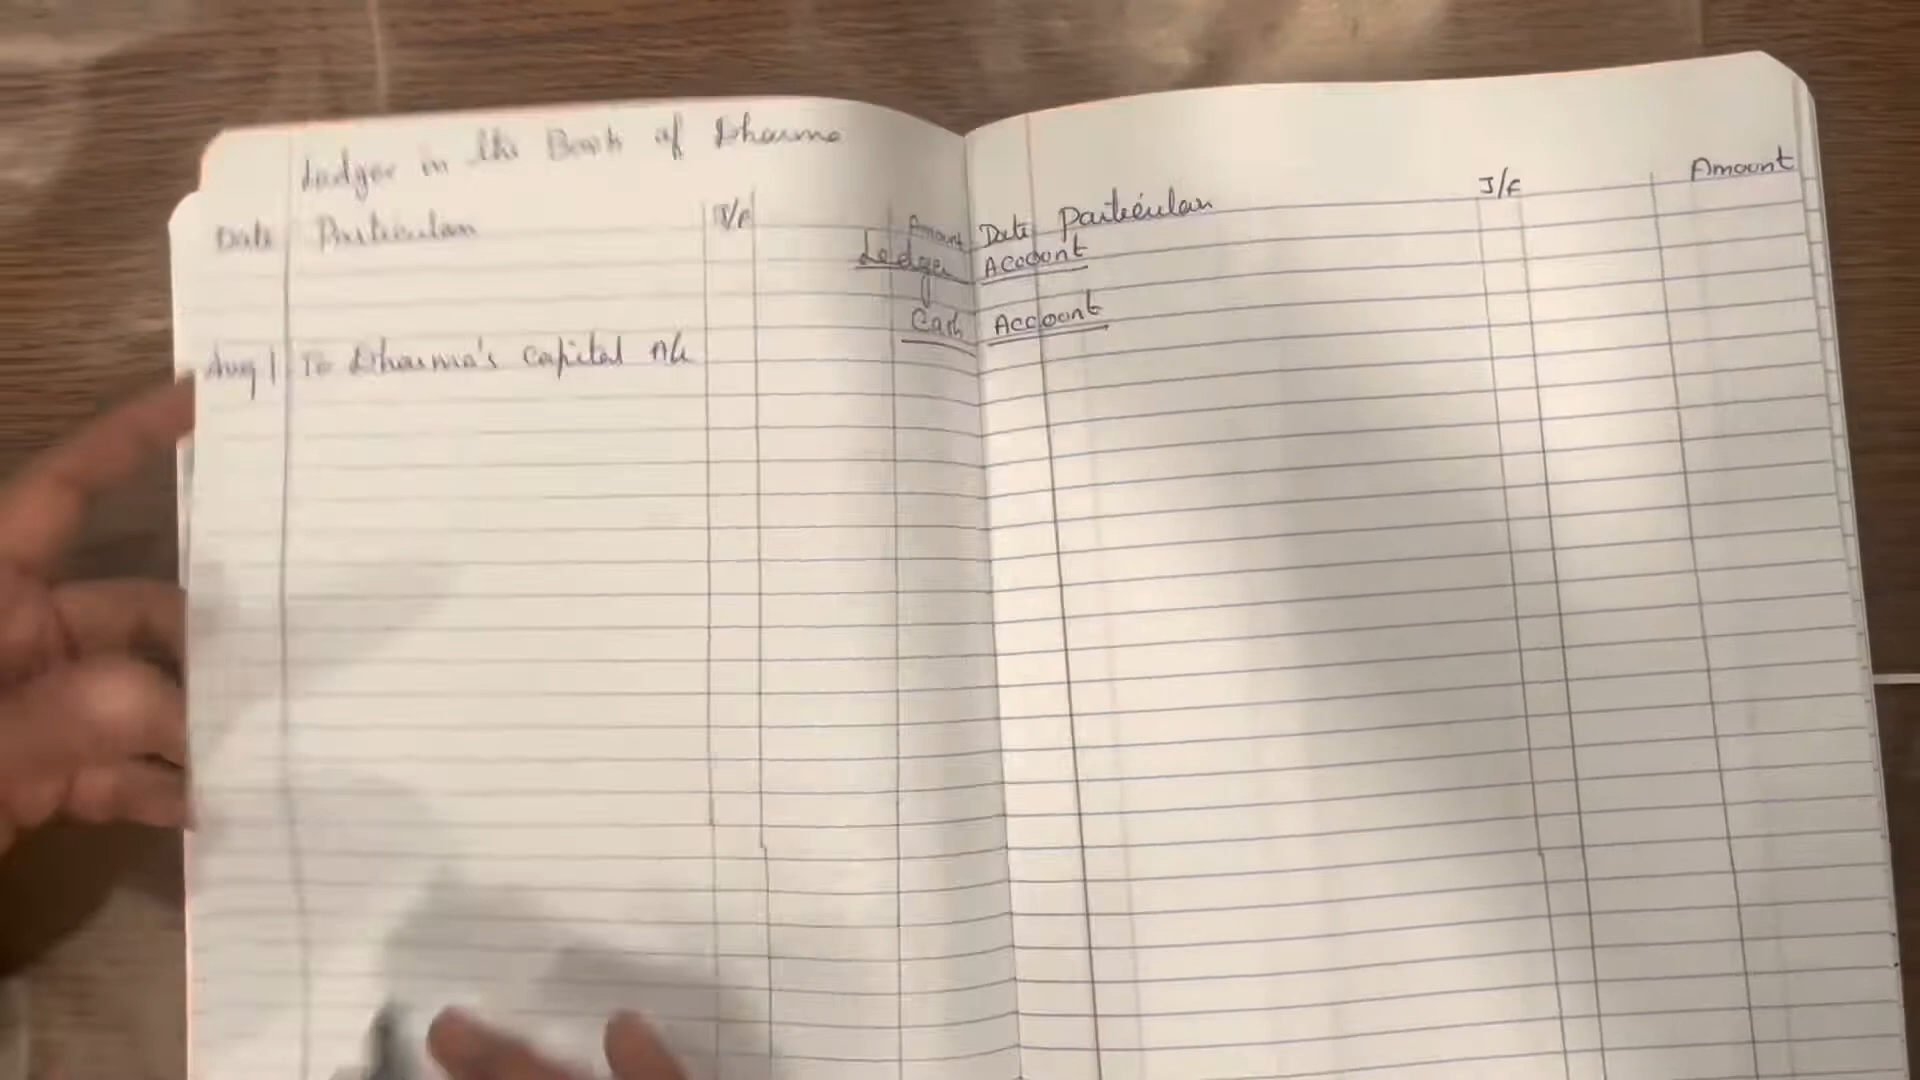 Ledger in the Book of Dharma
Date Particulars J/F Amount Date Particulars J/F Amount
Ledger Account
Cash Account
Aug 1 To Dharma's capital A/c